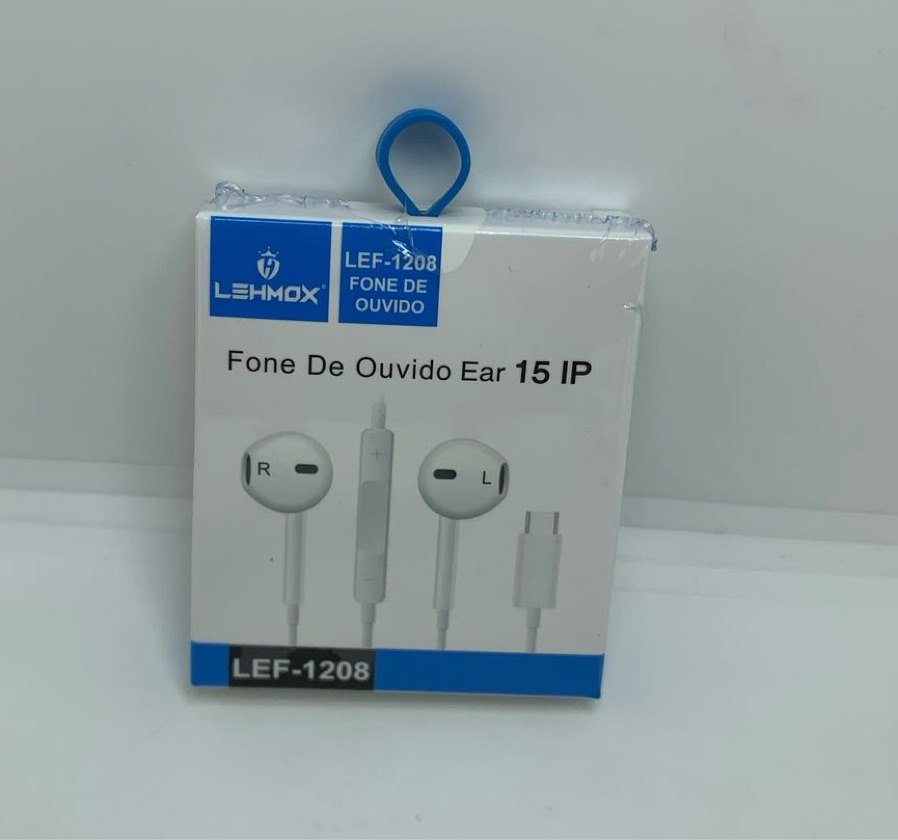 LEHMOX
LEF-1208
FONE DE
OUVIDO
Fone De Ouvido Ear 15 IP
R
L
LEF-1208